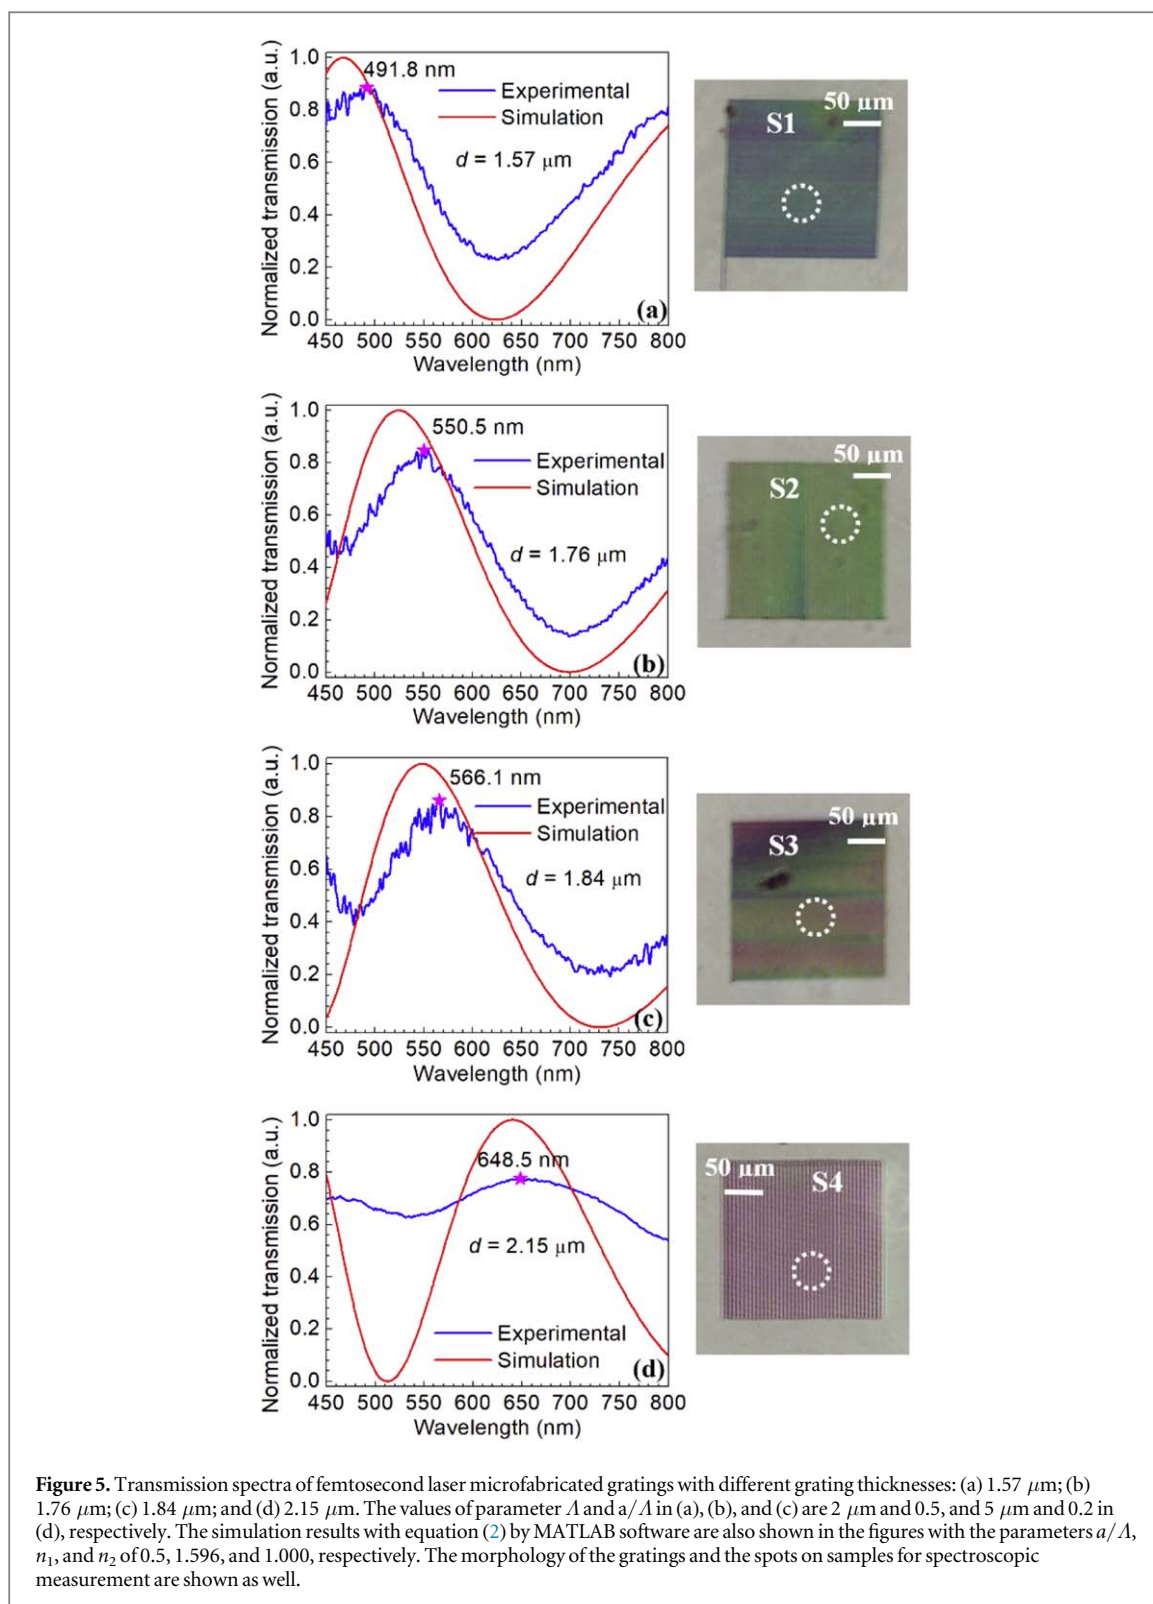 Normalized transmission (a.u.)
1.0
0.8
0.6
0.4
0.2
0.0
491.8 nm
Experimental
Simulation
d = 1.57 μm
(a)
450 500 550 600 650 700 750 800
Wavelength (nm)
50 μm
S1
Normalized transmission (a.u.)
1.0
0.8
0.6
0.4
0.2
0.0
550.5 nm
Experimental
Simulation
d = 1.76 μm
(b)
450 500 550 600 650 700 750 800
Wavelength (nm)
50 μm
S2
Normalized transmission (a.u.)
1.0
0.8
0.6
0.4
0.2
0.0
566.1 nm
Experimental
Simulation
d = 1.84 μm
(c)
450 500 550 600 650 700 750 800
Wavelength (nm)
50 μm
S3
Normalized transmission (a.u.)
1.0
0.8
0.6
0.4
0.2
0.0
648.5 nm
d = 2.15 μm
Experimental
Simulation
(d)
450 500 550 600 650 700 750 800
Wavelength (nm)
50 μm
S4
Figure 5. Transmission spectra of femtosecond laser microfabricated gratings with different grating thicknesses: (a) 1.57 μm; (b)
1.76 μm; (c) 1.84 μm; and (d) 2.15 μm. The values of parameter Λ and a/Λ in (a), (b), and (c) are 2 μm and 0.5, and 5 μm and 0.2 in
(d), respectively. The simulation results with equation (2) by MATLAB software are also shown in the figures with the parameters a/Λ,
n₁, and n₂ of 0.5, 1.596, and 1.000, respectively. The morphology of the gratings and the spots on samples for spectroscopic
measurement are shown as well.